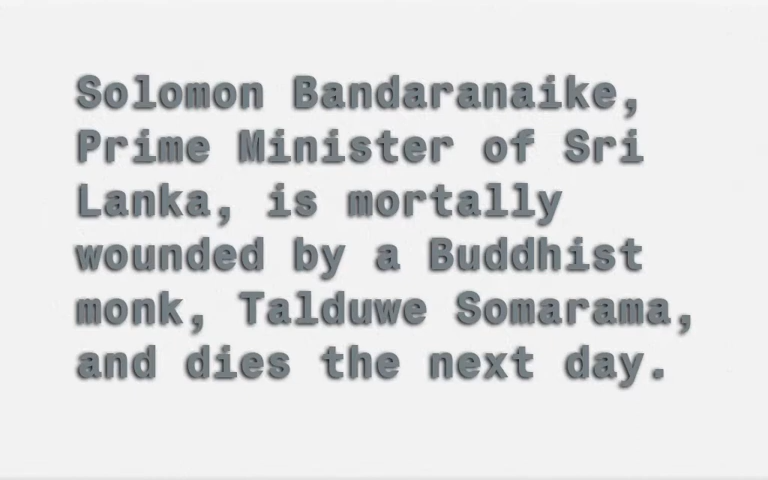 Solomon Bandaranaike,
Prime Minister of Sri
Lanka, is mortally
wounded by a Buddhist
monk, Talduwe Somarama,
and dies the next day.